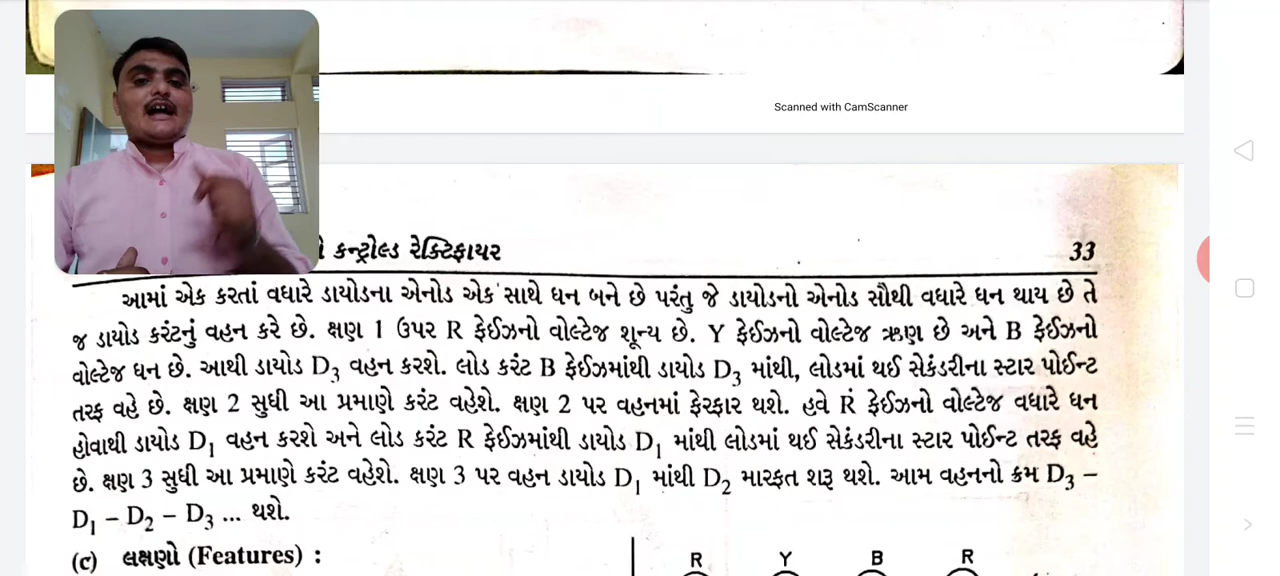 Scanned with CamScanner
કન્ટ્રોલ્ડ રેક્ટિફાયર 33
આમાં એક કરતાં વધારે ડાયોડના એનોડ એક સાથે ધન બને છે પરંતુ જે ડાયોડનો એનોડ સૌથી વધારે ધન થાય છે તે
જ ડાયોડ કરંટનું વહન કરે છે. ક્ષણ 1 ઉપર R ફેઈઝનો વોલ્ટેજ શૂન્ય છે. Y ફેઈઝનો વોલ્ટેજ ઋણ છે અને B ફેઈઝનો
વોલ્ટેજ ધન છે. આથી ડાયોડ D3 વહન કરશે. લોડ કરંટ B ફેઈઝમાંથી ડાયોડ D3 માંથી, લોડમાં થઈ સેકંડરીના સ્ટાર પોઈન્ટ
તરફ વહે છે. ક્ષણ 2 સુધી આ પ્રમાણે કરંટ વહેશે. ક્ષણ 2 પર વહનમાં ફેરફાર થશે. હવે R ફેઈઝનો વોલ્ટેજ વધારે ધન
હોવાથી ડાયોડ D1 વહન કરશે અને લોડ કરંટ R ફેઈઝમાંથી ડાયોડ D1 માંથી લોડમાં થઈ સેકંડરીના સ્ટાર પોઈન્ટ તરફ વહે
છે. ક્ષણ 3 સુધી આ પ્રમાણે કરંટ વહેશે. ક્ષણ 3 પર વહન ડાયોડ D1 માંથી D2 મારફત શરૂ થશે. આમ વહનનો ક્રમ D3 –
D1 – D2 – D3 ... થશે.
(c) લક્ષણો (Features) :
R Y B R